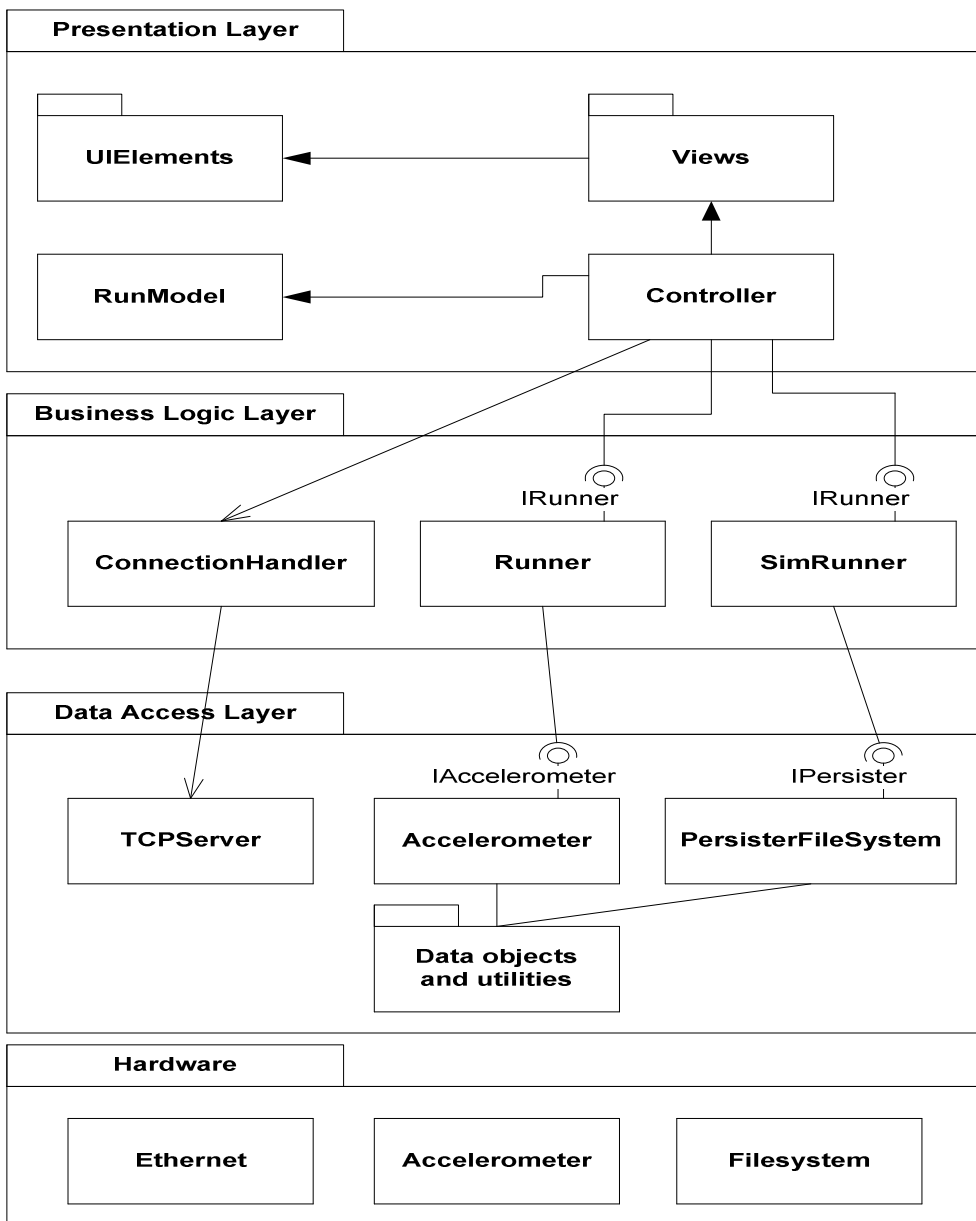 Presentation Layer
UIElements
Views
RunModel
Controller
Business Logic Layer
IRunner
IRunner
ConnectionHandler
Runner
SimRunner
Data Access Layer
IAccelerometer
IPersister
TCPServer
Accelerometer
PersisterFileSystem
Data objects
and utilities
Hardware
Ethernet
Accelerometer
Filesystem